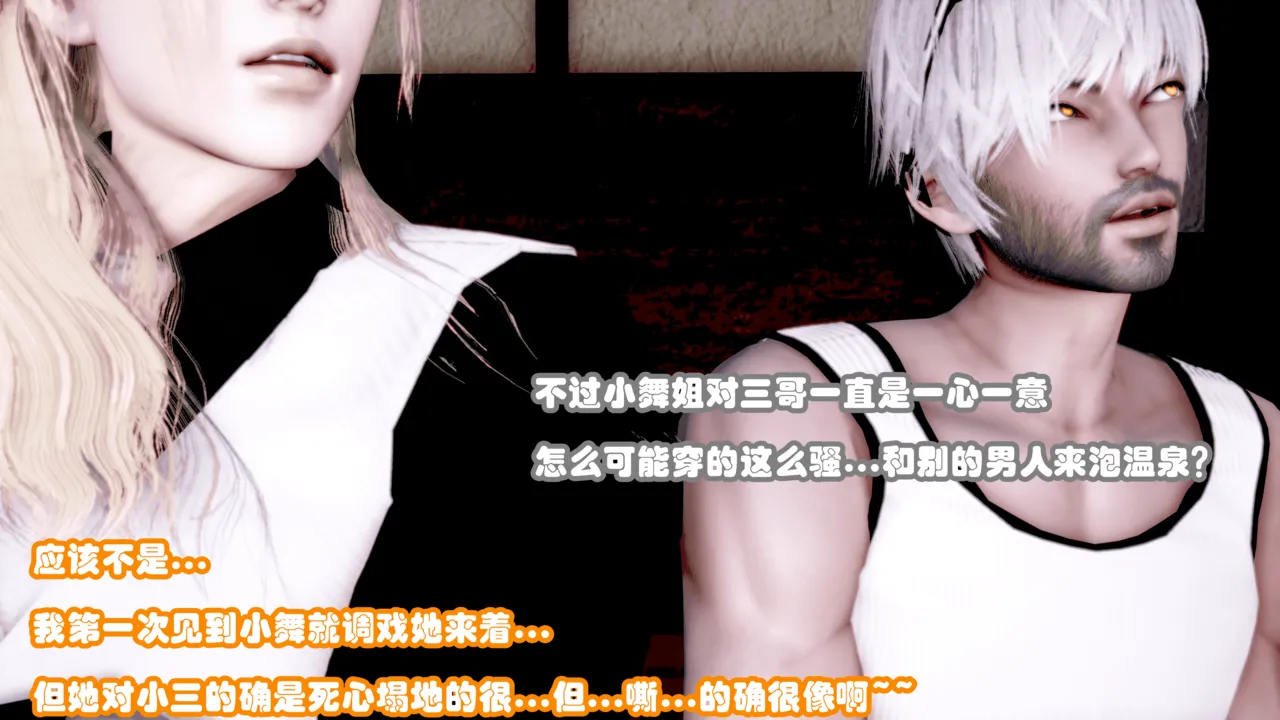 不过小舞姐对三哥一直是一心一意
怎么可能穿的这么骚...和别的男人来泡温泉?
应该不是...
我第一次见到小舞就调戏她来着...
但她对小三的确是死心塌地的很...但...嘶...的确很像啊~~